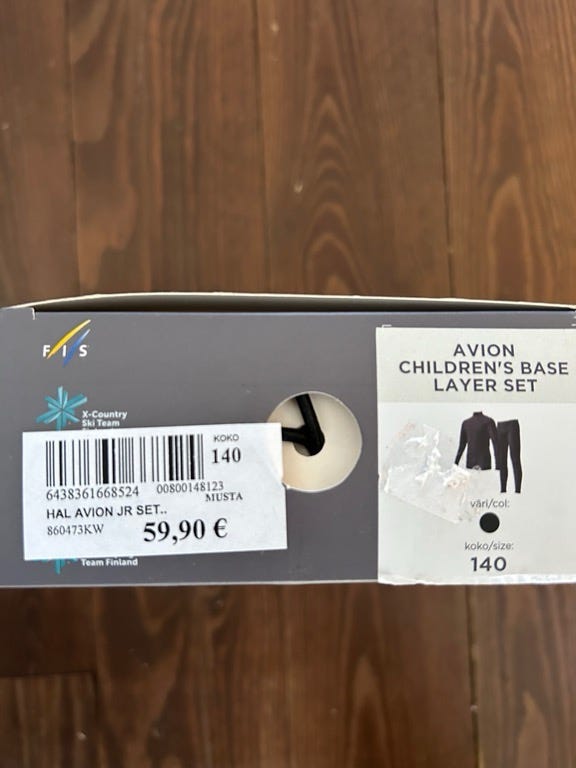 FIS
X-Country
Ski Team
KOKO
140
6438361668524 00800148123
MUSTA
HAL AVION JR SET..
860473KW 59,90 €
Team Finland
AVION
CHILDREN'S BASE
LAYER SET
väri/col:
koko/size:
140